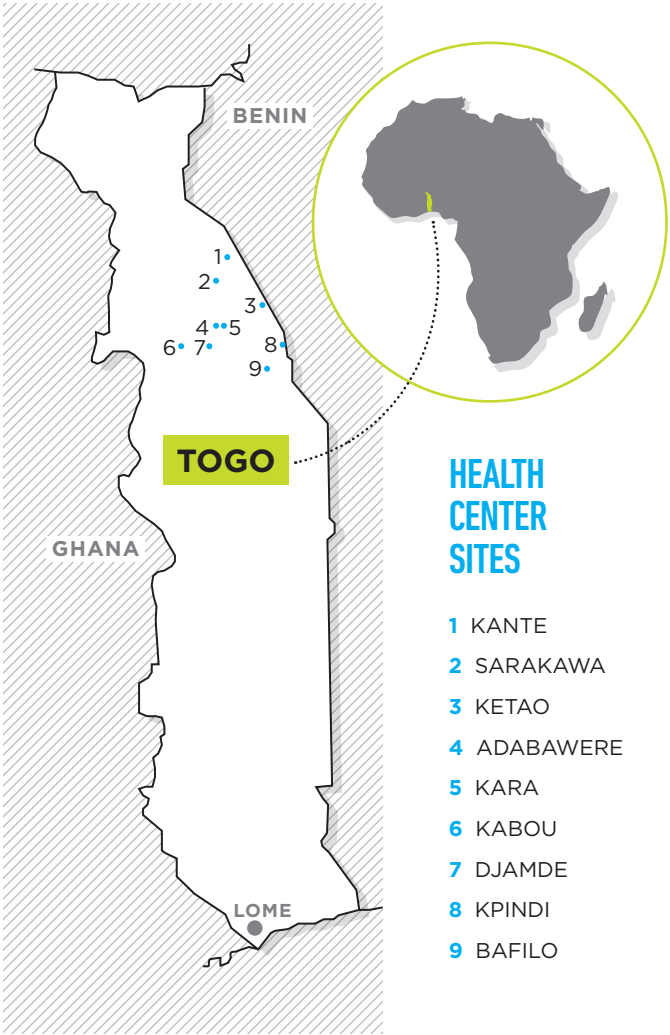 BENIN
1
2
3
4 5
6 7 8
9
TOGO
GHANA
LOME
HEALTH
CENTER
SITES
1 KANTE
2 SARAKAWA
3 KETAO
4 ADABAWERE
5 KARA
6 KABOU
7 DJAMDE
8 KPINDI
9 BAFILO